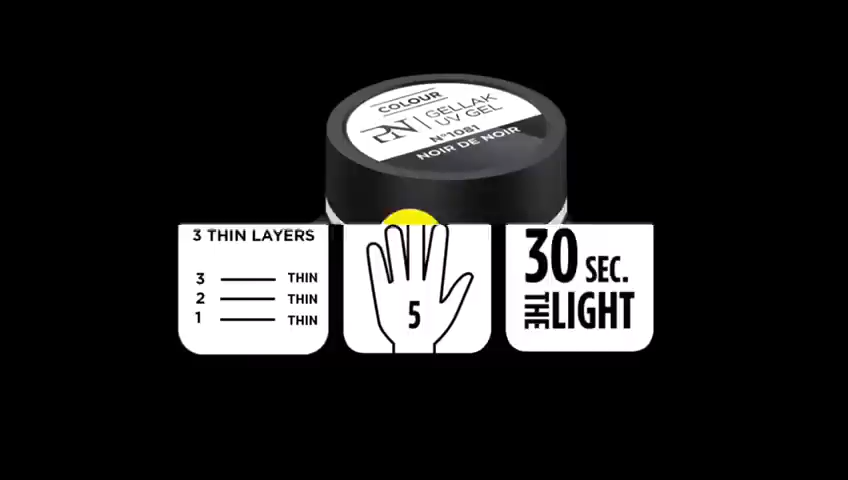 COLOUR
PN | GELLAK
UV GEL
N°1081
NOIR DE NOIR
3 THIN LAYERS
3 THIN
2 THIN
1 THIN
5
30 SEC.
THE LIGHT